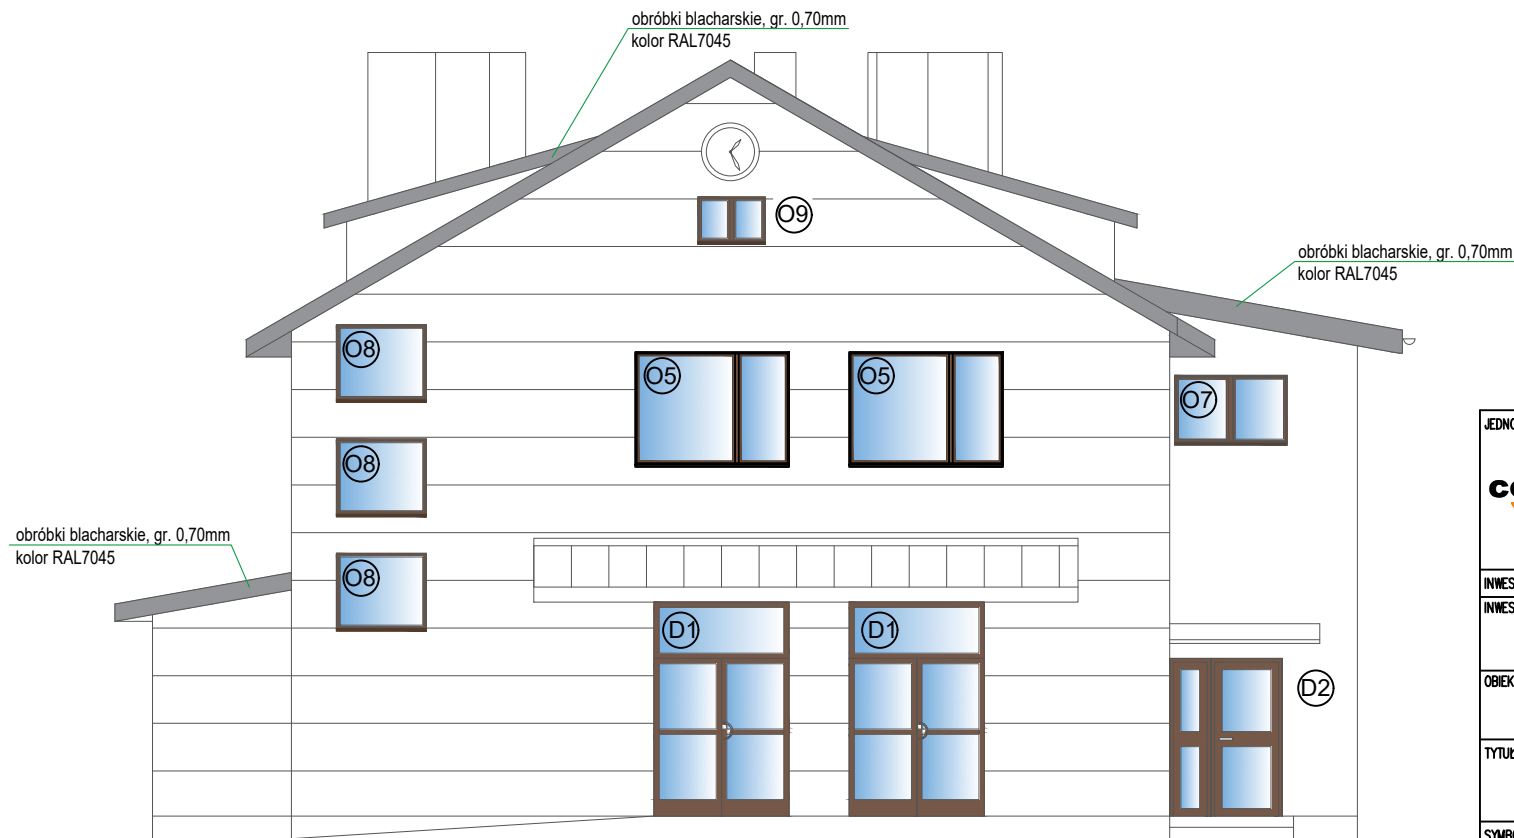 obróbki blacharskie, gr. 0,70mm
kolor RAL7045
O9
obróbki blacharskie, gr. 0,70mm
kolor RAL7045
O8
O5
O5
O7
O8
obróbki blacharskie, gr. 0,70mm
kolor RAL7045
O8
D1
D1
D2